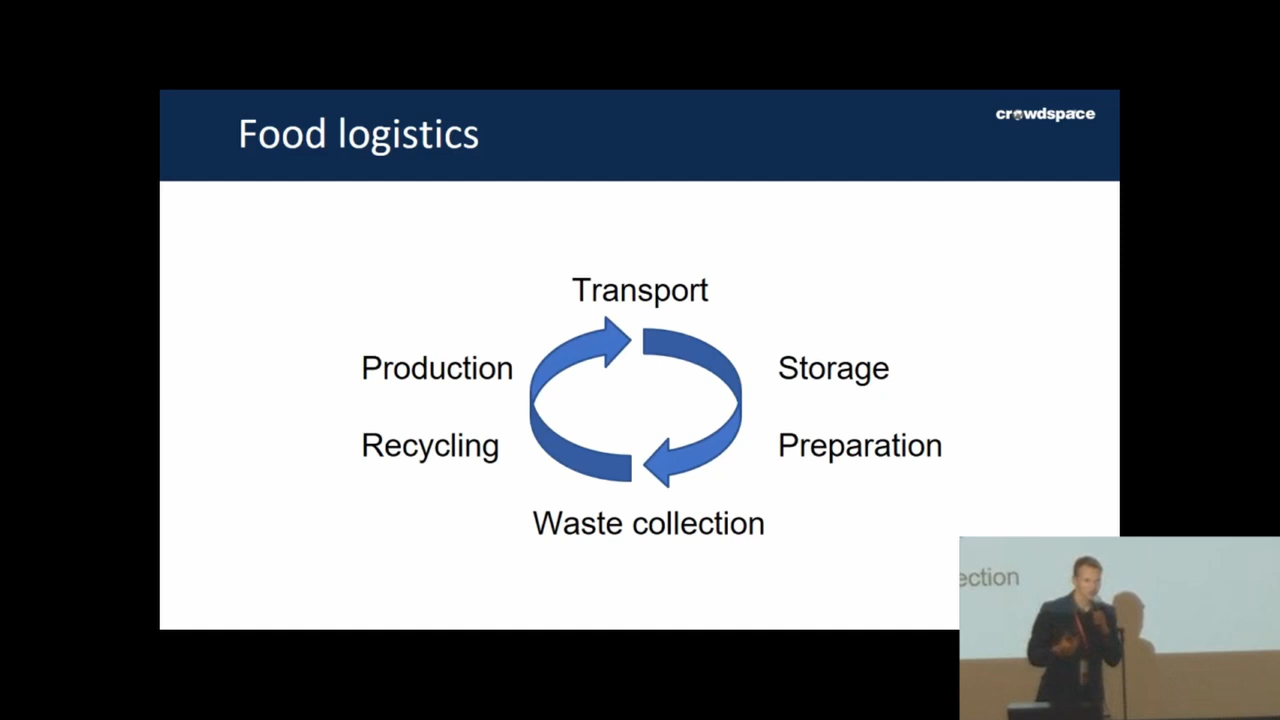 Food logistics
crowdspace
Transport
Production
Storage
Recycling
Preparation
Waste collection
ection